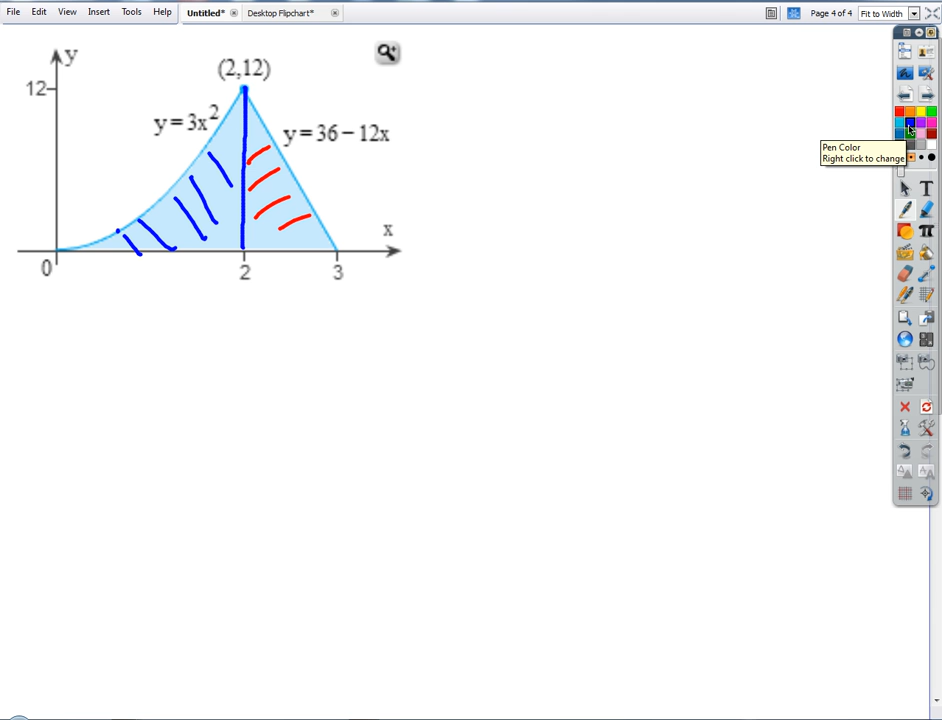 File Edit View Insert Tools Help Untitled* Desktop Flipchart* Page 4 of 4 Fit to Width
y
(2,12)
12
y = 3x²
y = 36 − 12x
Pen Color
Right click to change
T
π
x
0 2 3